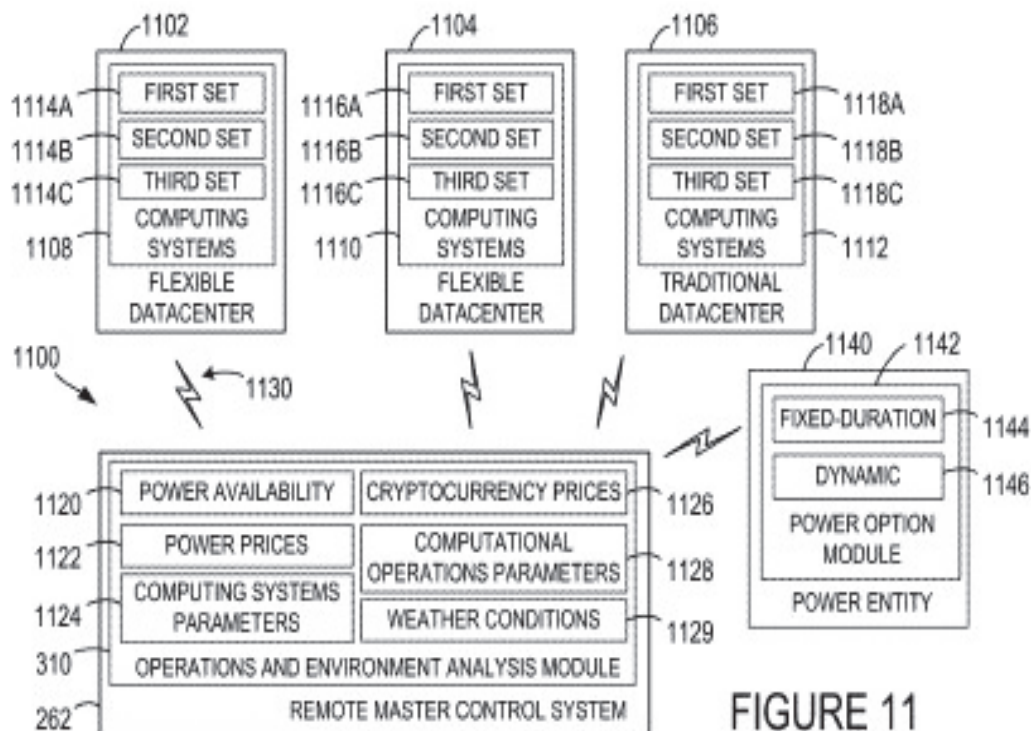 1102
1104
1106
1114A
FIRST SET
1114B
SECOND SET
1114C
THIRD SET
COMPUTING
SYSTEMS
1108
FLEXIBLE
DATACENTER
1116A
FIRST SET
1116B
SECOND SET
1116C
THIRD SET
COMPUTING
SYSTEMS
1110
FLEXIBLE
DATACENTER
FIRST SET
1118A
SECOND SET
1118B
THIRD SET
1118C
COMPUTING
SYSTEMS
1112
TRADITIONAL
DATACENTER
1100
1130
1140
1142
FIXED-DURATION
1144
DYNAMIC
1146
POWER OPTION
MODULE
POWER ENTITY
1120
POWER AVAILABILITY
CRYPTOCURRENCY PRICES
1126
1122
POWER PRICES
COMPUTATIONAL
OPERATIONS PARAMETERS
1128
1124
COMPUTING SYSTEMS
PARAMETERS
WEATHER CONDITIONS
1129
310
OPERATIONS AND ENVIRONMENT ANALYSIS MODULE
262
REMOTE MASTER CONTROL SYSTEM
FIGURE 11